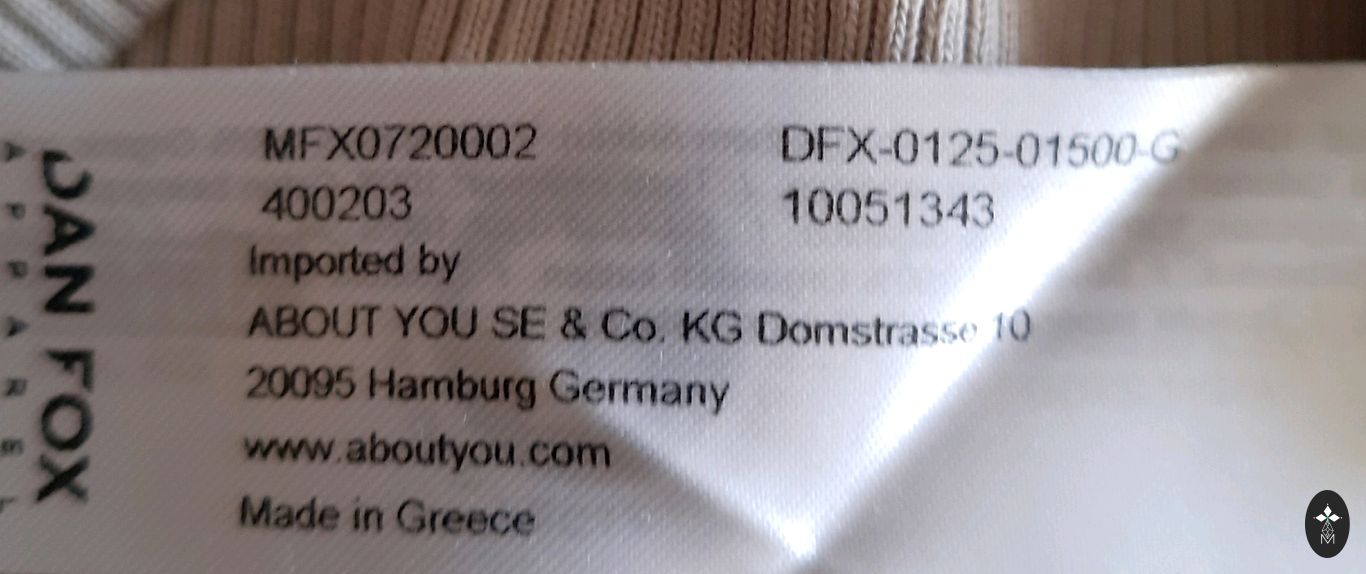 DAN FOX
APPAREL
MFX0720002 DFX-0125-01500-G
400203 10051343
Imported by
ABOUT YOU SE & Co. KG Domstrasse 10
20095 Hamburg Germany
www.aboutyou.com
Made in Greece
M